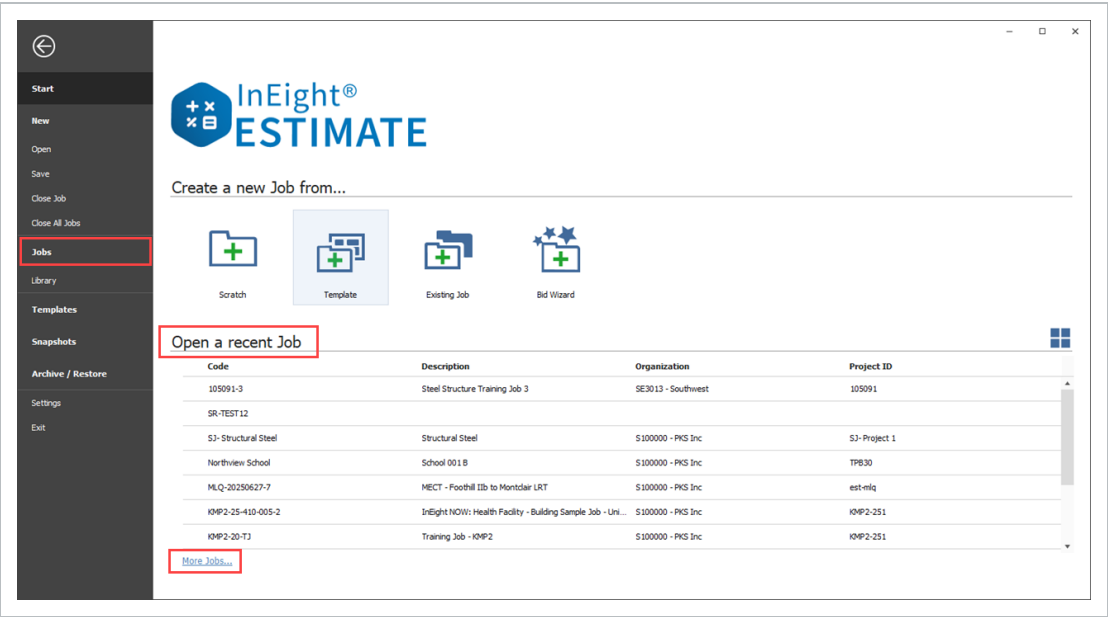 Start
New
Open
Save
Close Job
Close All Jobs
Jobs
Library
Templates
Snapshots
Archive / Restore
Settings
Exit
InEight®
ESTIMATE
Create a new Job from...
Scratch Template Existing Job Bid Wizard
Open a recent Job
Code Description Organization Project ID
105091-3 Steel Structure Training Job 3 SE3013 - Southwest 105091
SR-TEST12
SJ- Structural Steel Structural Steel S100000 - PKS Inc SJ- Project 1
Northview School School 001B S100000 - PKS Inc TPB30
MLQ-20250627-7 MECT - Foothill IIb to Montclair LRT S100000 - PKS Inc est-mlq
KMP2-25-410-005-2 InEight NOW: Health Facility - Building Sample Job - Uni... S100000 - PKS Inc KMP2-251
KMP2-20-TJ Training Job - KMP2 S100000 - PKS Inc KMP2-251
More Jobs...